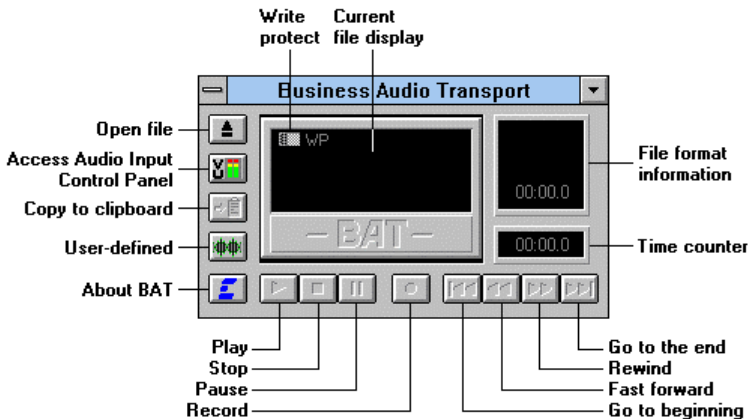 Write protect
Current file display
Business Audio Transport
Open file
WP
Access Audio Input Control Panel
File format information
Copy to clipboard
00:00.0
User-defined
– BAT –
00:00.0
Time counter
About BAT
Play
Go to the end
Stop
Rewind
Pause
Fast forward
Record
Go to beginning